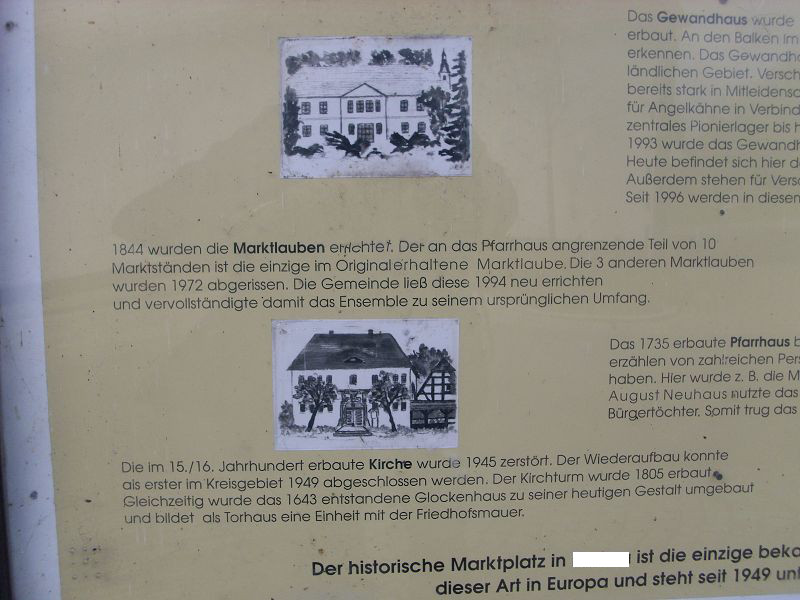 Das Gewandhaus wurde
erbaut. An den Balken im
erkennen. Das Gewandha
ländlichen Gebiet. Versch
bereits stark in Mitleidensc
für Angelkähne in Verbind
zentrales Pionierlager bis h
1993 wurde das Gewandh
Heute befindet sich hier d
Außerdem stehen für Versc
Seit 1996 werden in diesen
1844 wurden die Marktlauben errichtet. Der an das Pfarrhaus angrenzende Teil von 10
Marktständen ist die einzige im Original erhaltene Marktlaube. Die 3 anderen Marktlauben
wurden 1972 abgerissen. Die Gemeinde ließ diese 1994 neu errichten
und vervollständigte damit das Ensemble zu seinem ursprünglichen Umfang.
Das 1735 erbaute Pfarrhaus b
erzählen von zahlreichen Pers
haben. Hier wurde z. B. die M
August Neuhaus nutzte das
Bürgertöchter. Somit trug das
Die im 15./16. Jahrhundert erbaute Kirche wurde 1945 zerstört. Der Wiederaufbau konnte
als erster im Kreisgebiet 1949 abgeschlossen werden. Der Kirchturm wurde 1805 erbaut.
Gleichzeitig wurde das 1643 entstandene Glockenhaus zu seiner heutigen Gestalt umgebaut
und bildet als Torhaus eine Einheit mit der Friedhofsmauer.
Der historische Marktplatz in ist die einzige beka
dieser Art in Europa und steht seit 1949 unt